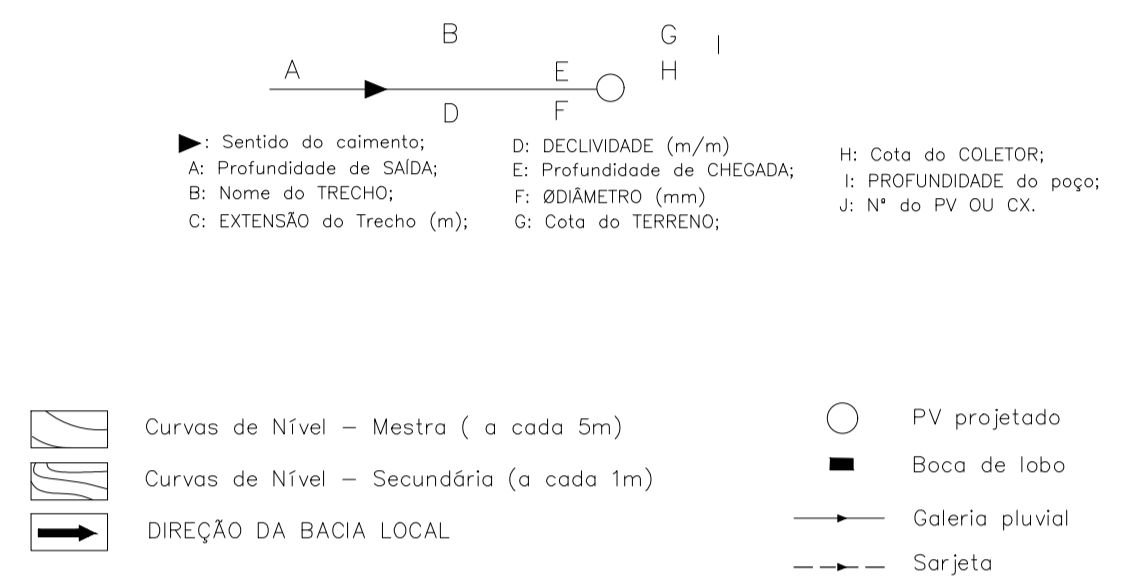 B
G
I
A
E
H
D
F
: Sentido do caimento;
A: Profundidade de SAÍDA;
B: Nome do TRECHO;
C: EXTENSÃO do Trecho (m);
D: DECLIVIDADE (m/m)
E: Profundidade de CHEGADA;
F: ØDIÂMETRO (mm)
G: Cota do TERRENO;
H: Cota do COLETOR;
I: PROFUNDIDADE do poço;
J: Nº do PV OU CX.
Curvas de Nível – Mestra ( a cada 5m)
Curvas de Nível – Secundária (a cada 1m)
DIREÇÃO DA BACIA LOCAL
PV projetado
Boca de lobo
Galeria pluvial
Sarjeta